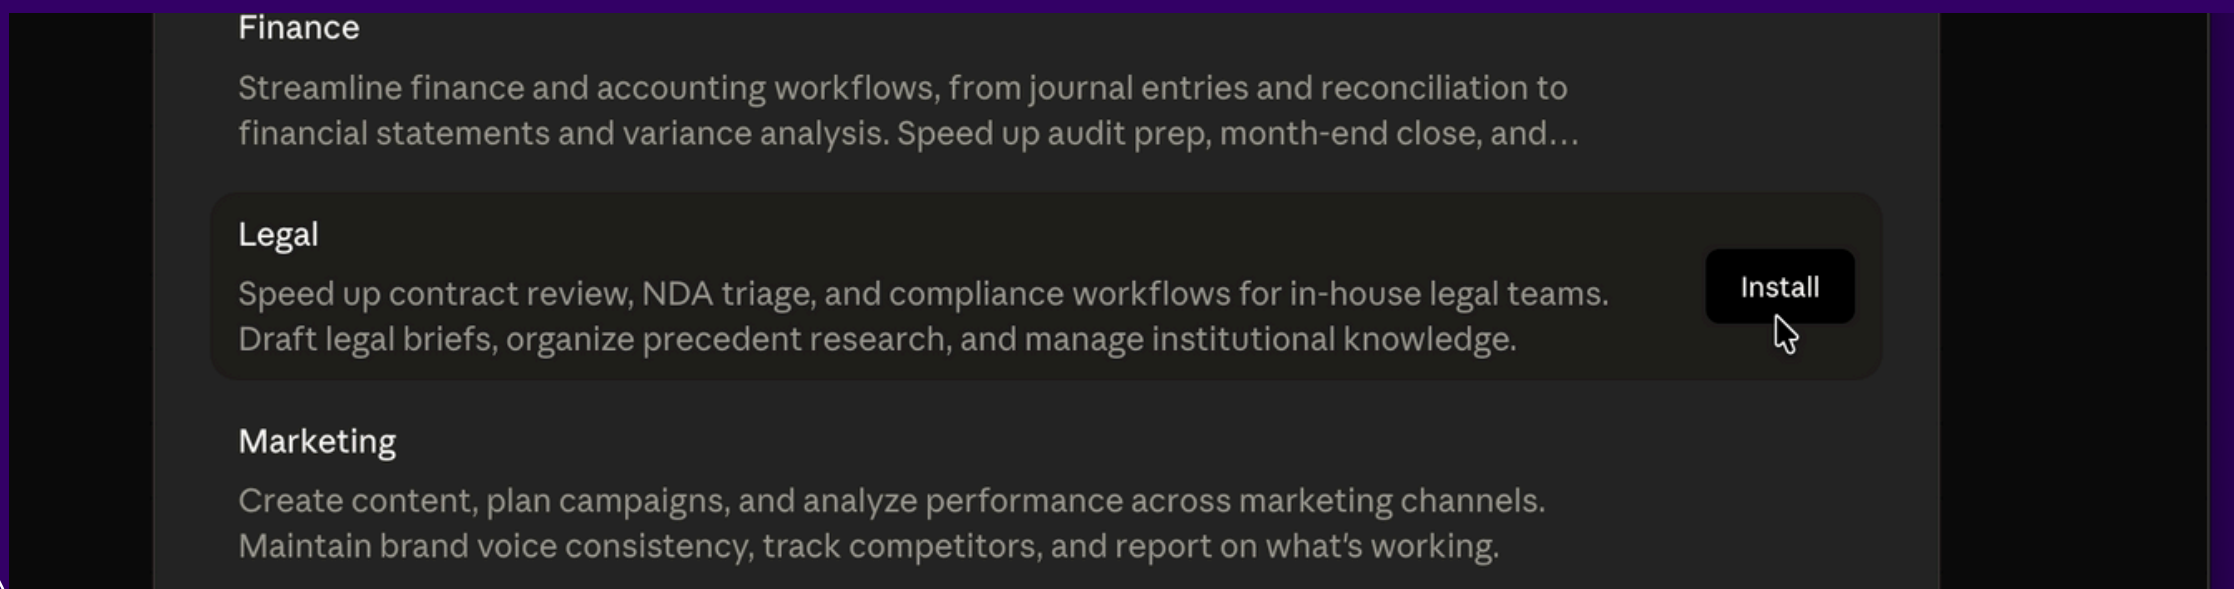 Finance
Streamline finance and accounting workflows, from journal entries and reconciliation to
financial statements and variance analysis. Speed up audit prep, month-end close, and…
Legal
Speed up contract review, NDA triage, and compliance workflows for in-house legal teams.
Draft legal briefs, organize precedent research, and manage institutional knowledge.
Install
Marketing
Create content, plan campaigns, and analyze performance across marketing channels.
Maintain brand voice consistency, track competitors, and report on what's working.